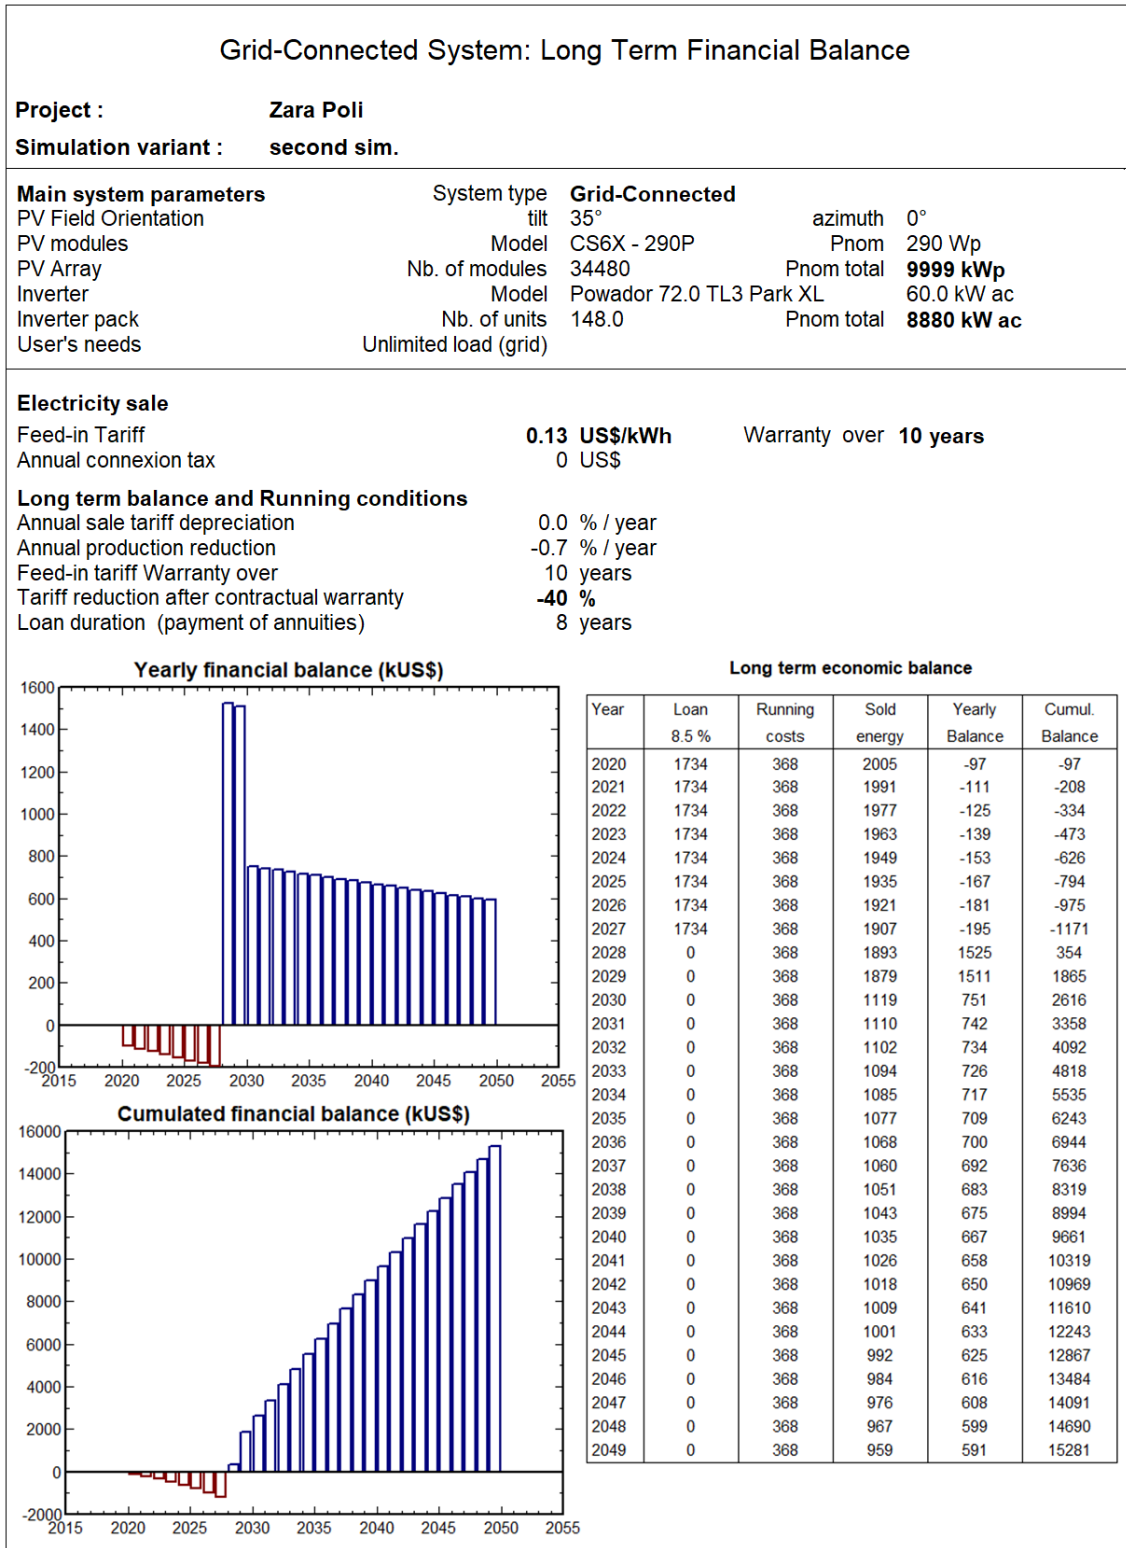 Grid-Connected System: Long Term Financial Balance
Project : Zara Poli
Simulation variant : second sim.
Main system parameters System type Grid-Connected
PV Field Orientation tilt 35° azimuth 0°
PV modules Model CS6X - 290P Pnom 290 Wp
PV Array Nb. of modules 34480 Pnom total 9999 kWp
Inverter Model Powador 72.0 TL3 Park XL 60.0 kW ac
Inverter pack Nb. of units 148.0 Pnom total 8880 kW ac
User's needs Unlimited load (grid)
Electricity sale
Feed-in Tariff 0.13 US$/kWh Warranty over 10 years
Annual connexion tax 0 US$
Long term balance and Running conditions
Annual sale tariff depreciation 0.0 % / year
Annual production reduction -0.7 % / year
Feed-in tariff Warranty over 10 years
Tariff reduction after contractual warranty -40 %
Loan duration (payment of annuities) 8 years
Yearly financial balance (kUS$)
1600
1400
1200
1000
800
600
400
200
0
-200
2015 2020 2025 2030 2035 2040 2045 2050 2055
Cumulated financial balance (kUS$)
16000
14000
12000
10000
8000
6000
4000
2000
0
-2000
2015 2020 2025 2030 2035 2040 2045 2050 2055
Long term economic balance
Year Loan Running Sold Yearly Cumul.
8.5 % costs energy Balance Balance
2020 1734 368 2005 -97 -97
2021 1734 368 1991 -111 -208
2022 1734 368 1977 -125 -334
2023 1734 368 1963 -139 -473
2024 1734 368 1949 -153 -626
2025 1734 368 1935 -167 -794
2026 1734 368 1921 -181 -975
2027 1734 368 1907 -195 -1171
2028 0 368 1893 1525 354
2029 0 368 1879 1511 1865
2030 0 368 1119 751 2616
2031 0 368 1110 742 3358
2032 0 368 1102 734 4092
2033 0 368 1094 726 4818
2034 0 368 1085 717 5535
2035 0 368 1077 709 6243
2036 0 368 1068 700 6944
2037 0 368 1060 692 7636
2038 0 368 1051 683 8319
2039 0 368 1043 675 8994
2040 0 368 1035 667 9661
2041 0 368 1026 658 10319
2042 0 368 1018 650 10969
2043 0 368 1009 641 11610
2044 0 368 1001 633 12243
2045 0 368 992 625 12867
2046 0 368 984 616 13484
2047 0 368 976 608 14091
2048 0 368 967 599 14690
2049 0 368 959 591 15281